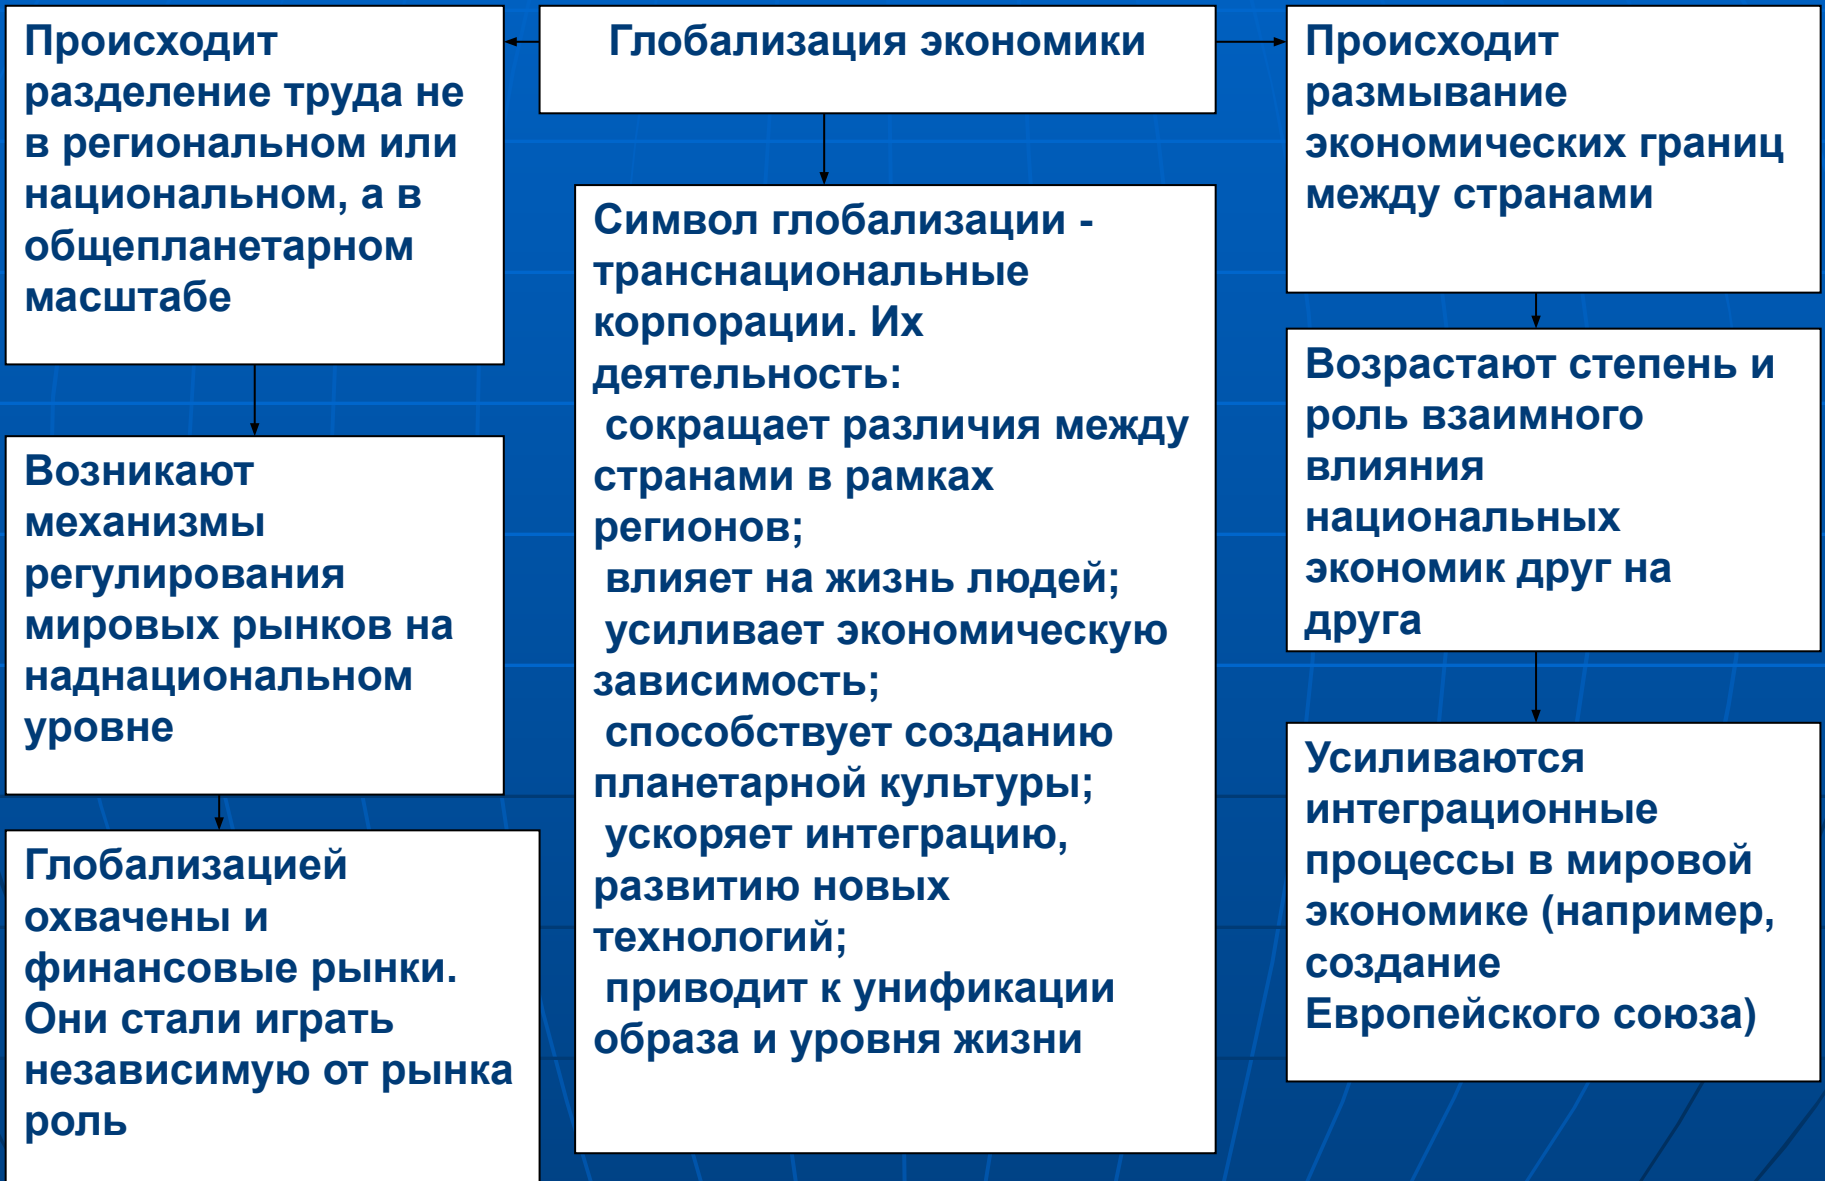 Глобализация экономики
Происходит
разделение труда не
в региональном или
национальном, а в
общепланетарном
масштабе
Возникают
механизмы
регулирования
мировых рынков на
наднациональном
уровне
Глобализацией
охвачены и
финансовые рынки.
Они стали играть
независимую от рынка
роль
Символ глобализации -
транснациональные
корпорации. Их
деятельность:
сокращает различия между
странами в рамках
регионов;
влияет на жизнь людей;
усиливает экономическую
зависимость;
способствует созданию
планетарной культуры;
ускоряет интеграцию,
развитию новых
технологий;
приводит к унификации
образа и уровня жизни
Происходит
размывание
экономических границ
между странами
Возрастают степень и
роль взаимного
влияния
национальных
экономик друг на
друга
Усиливаются
интеграционные
процессы в мировой
экономике (например,
создание
Европейского союза)